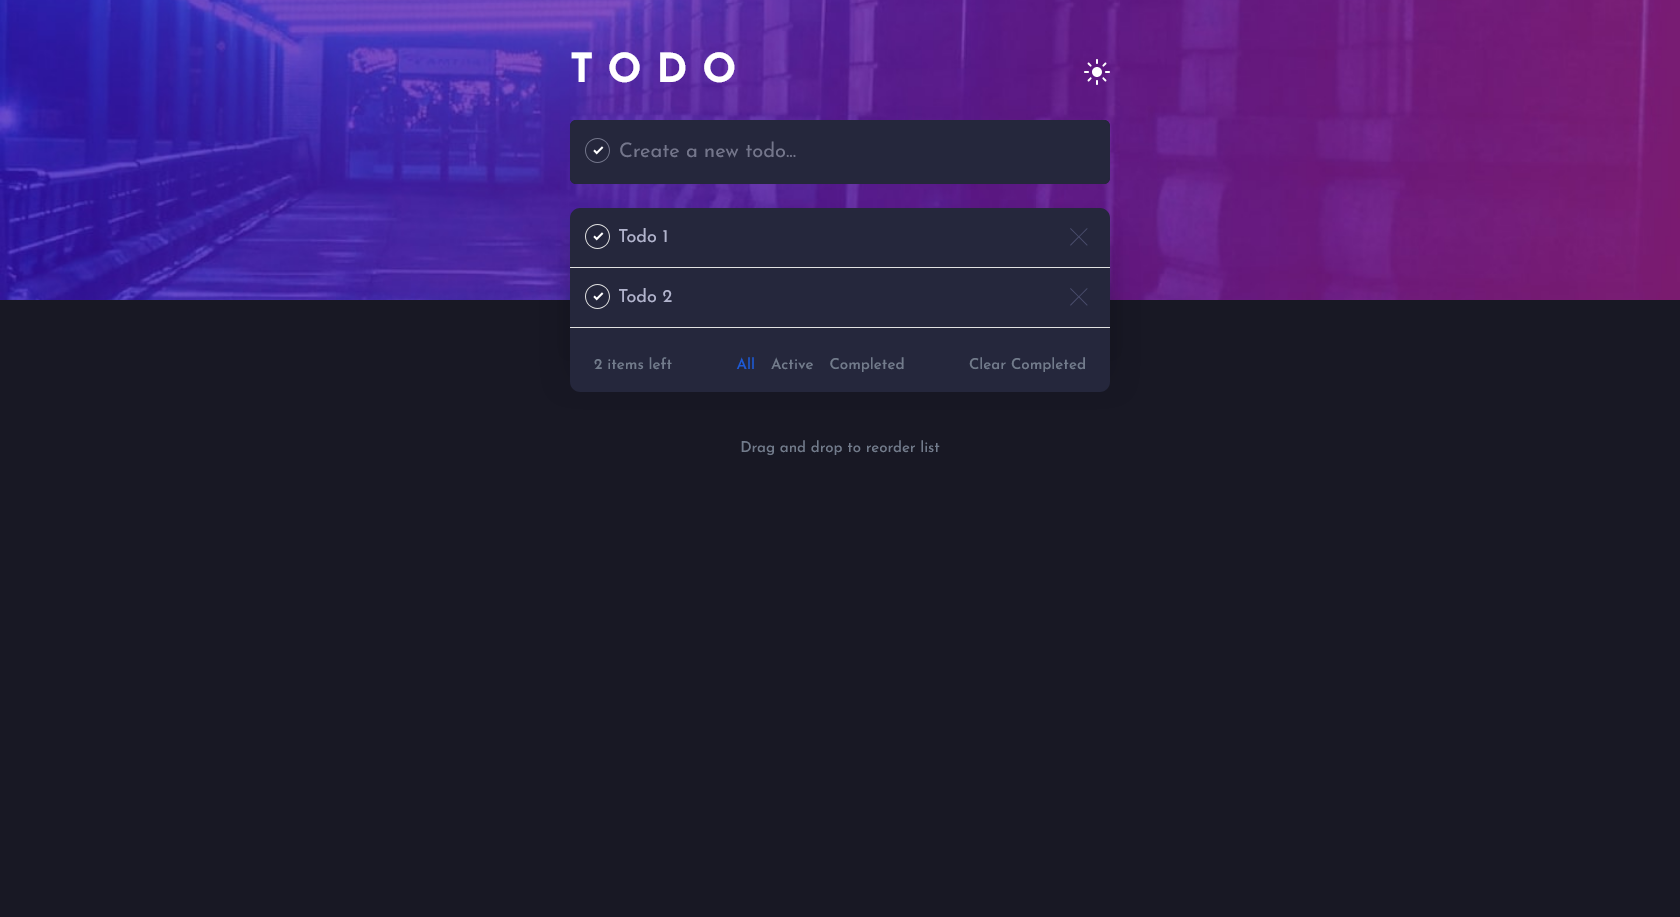 TODO
Create a new todo...
Todo 1
Todo 2
2 items left All Active Completed Clear Completed
Drag and drop to reorder list